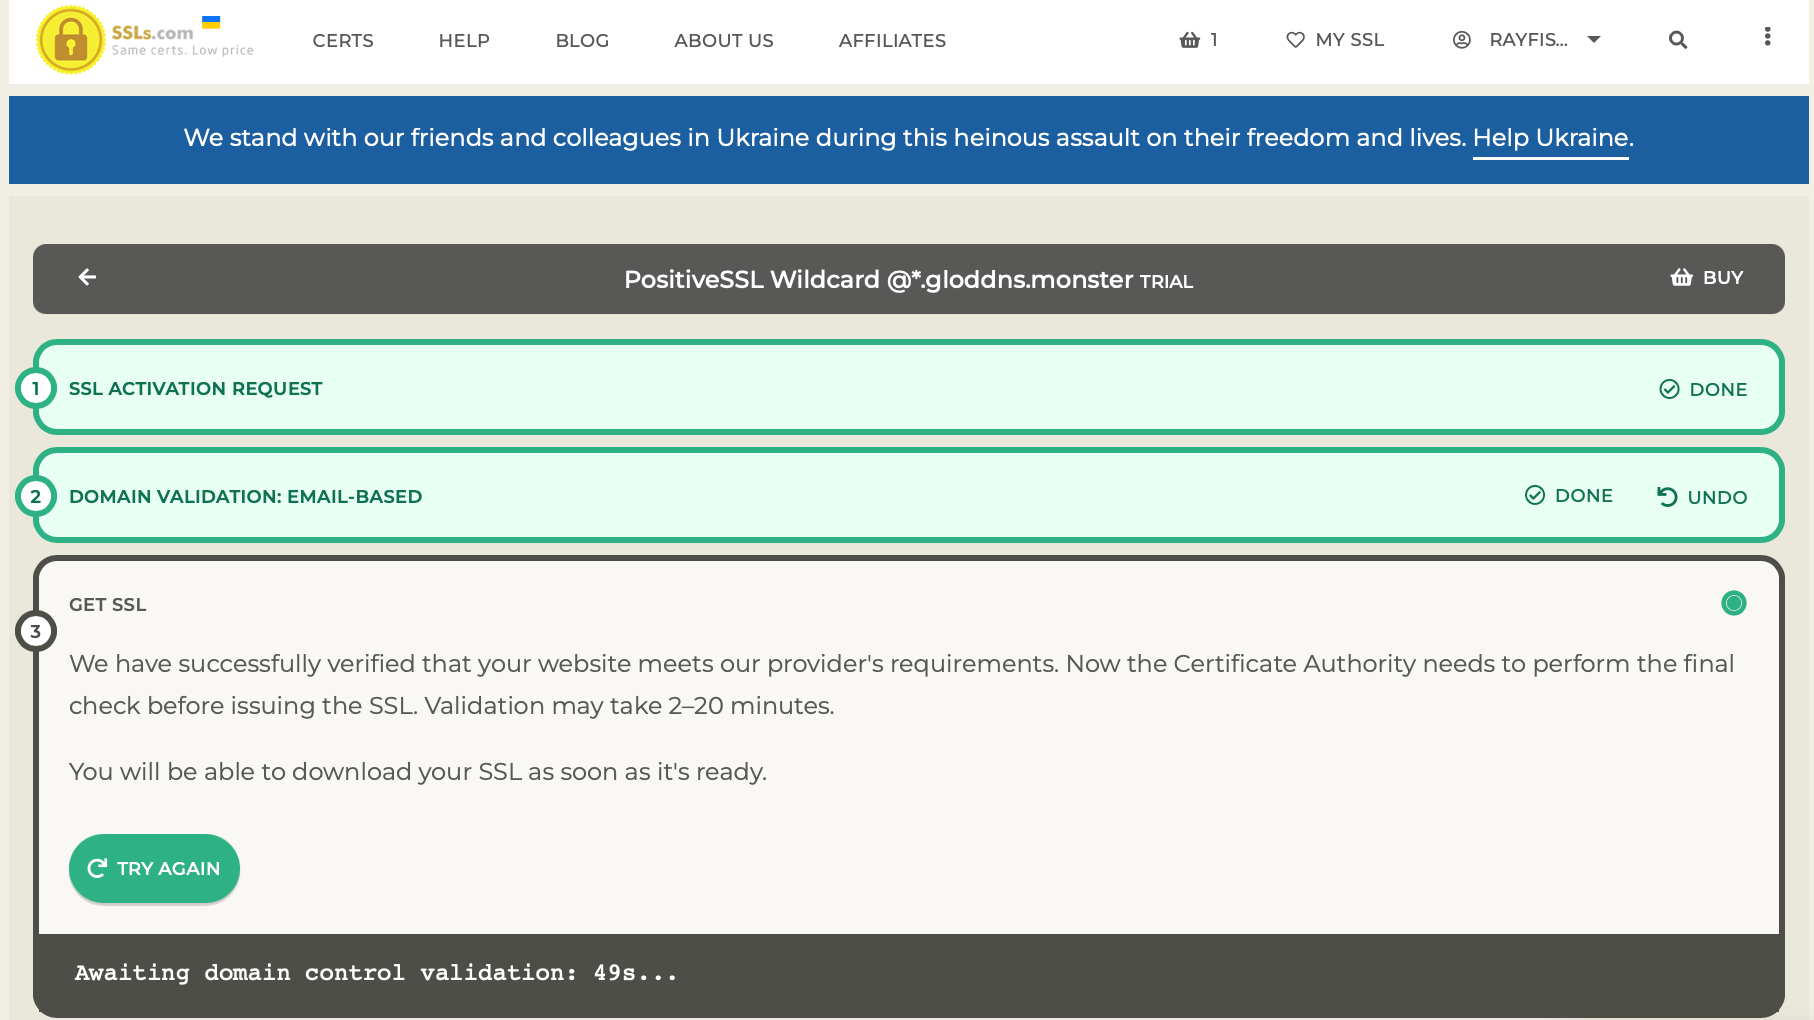 SSLs.com
Same certs. Low price
CERTS
HELP
BLOG
ABOUT US
AFFILIATES
1
MY SSL
RAYFIS...
We stand with our friends and colleagues in Ukraine during this heinous assault on their freedom and lives. Help Ukraine.
PositiveSSL Wildcard @*.gloddns.monster TRIAL
BUY
1
SSL ACTIVATION REQUEST
DONE
2
DOMAIN VALIDATION: EMAIL-BASED
DONE
UNDO
GET SSL
3
We have successfully verified that your website meets our provider's requirements. Now the Certificate Authority needs to perform the final
check before issuing the SSL. Validation may take 2–20 minutes.
You will be able to download your SSL as soon as it's ready.
TRY AGAIN
Awaiting domain control validation: 49s...